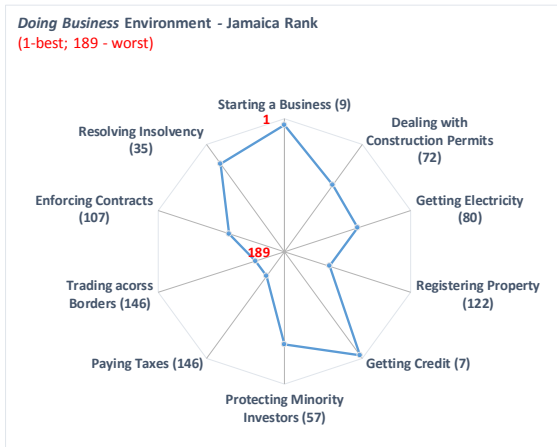 Doing Business Environment - Jamaica Rank
(1-best; 189 - worst)
Starting a Business (9)
1
Dealing with
Construction Permits
(72)
Getting Electricity
(80)
Registering Property
(122)
Getting Credit (7)
Protecting Minority
Investors (57)
Paying Taxes (146)
Trading acorss
Borders (146)
189
Enforcing Contracts
(107)
Resolving Insolvency
(35)